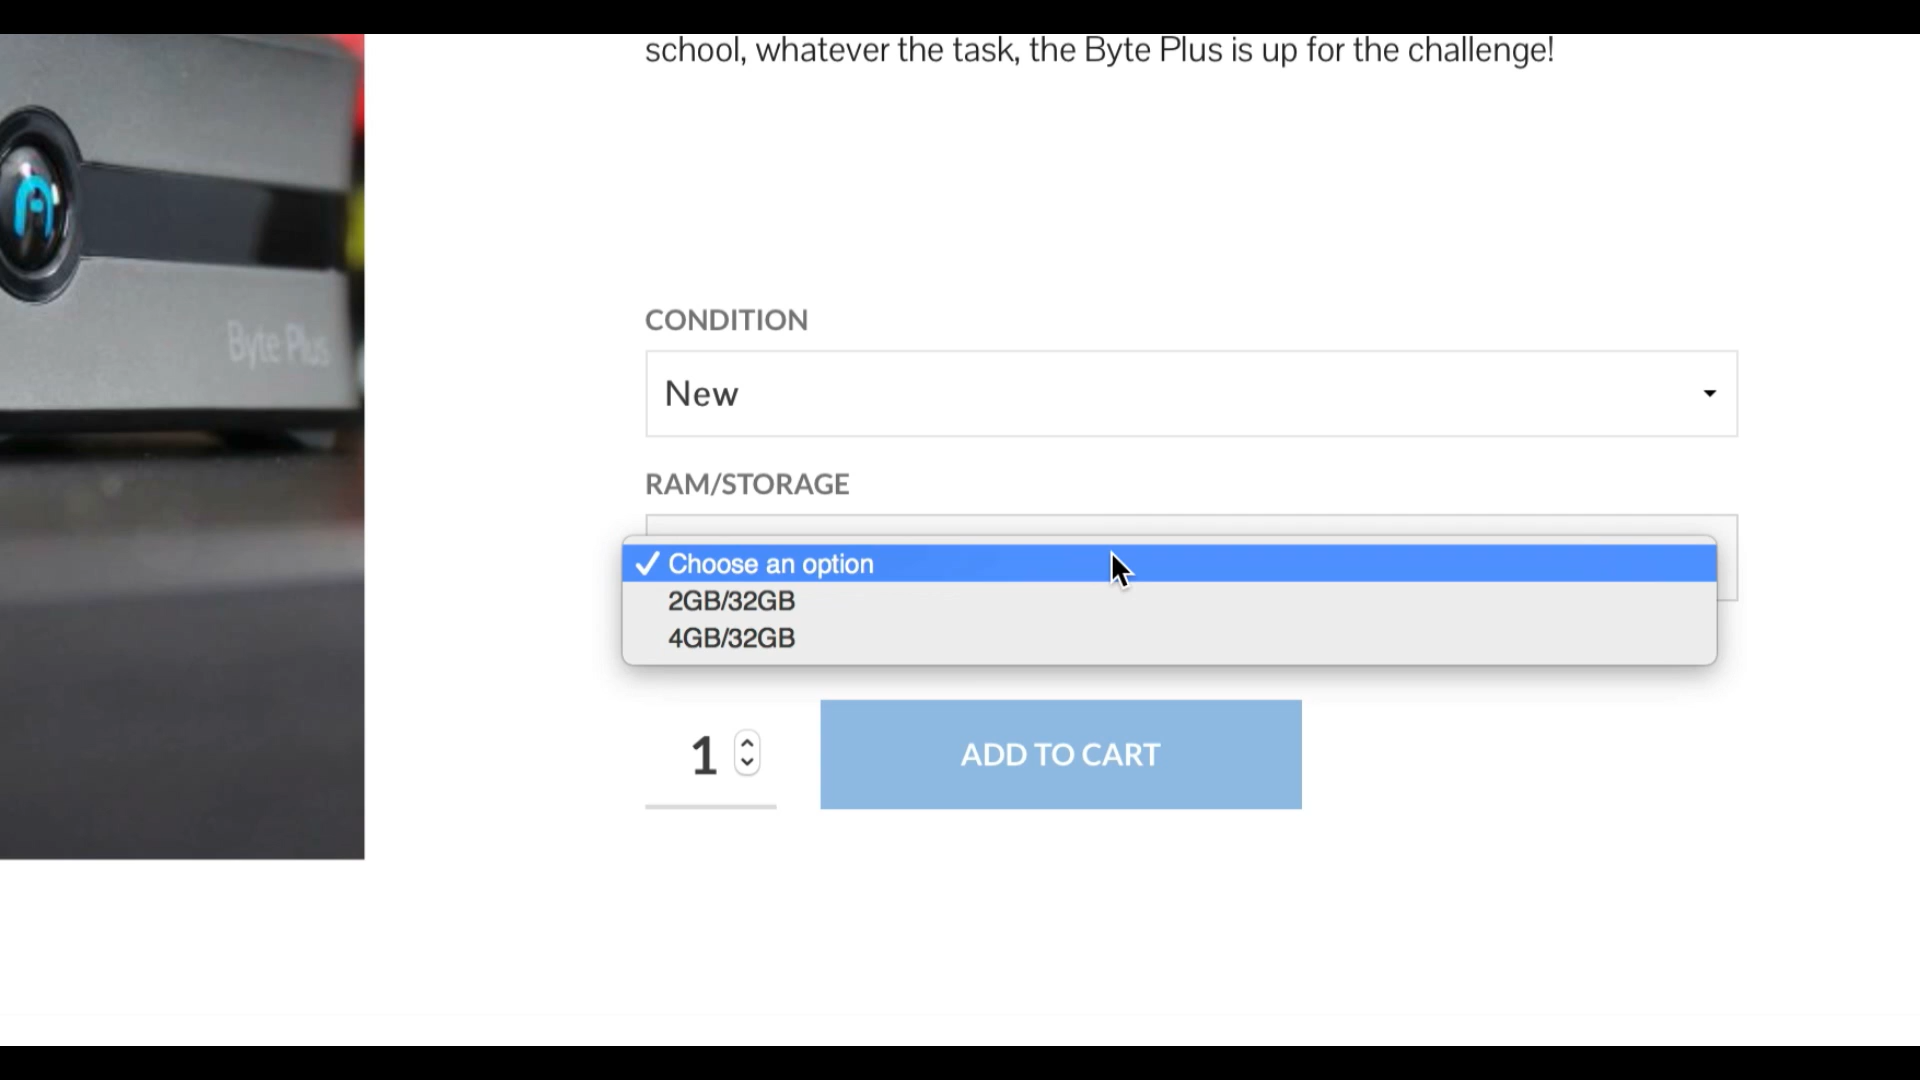 school, whatever the task, the Byte Plus is up for the challenge!
Byte Plus
CONDITION
New
RAM/STORAGE
Choose an option
2GB/32GB
4GB/32GB
1
ADD TO CART